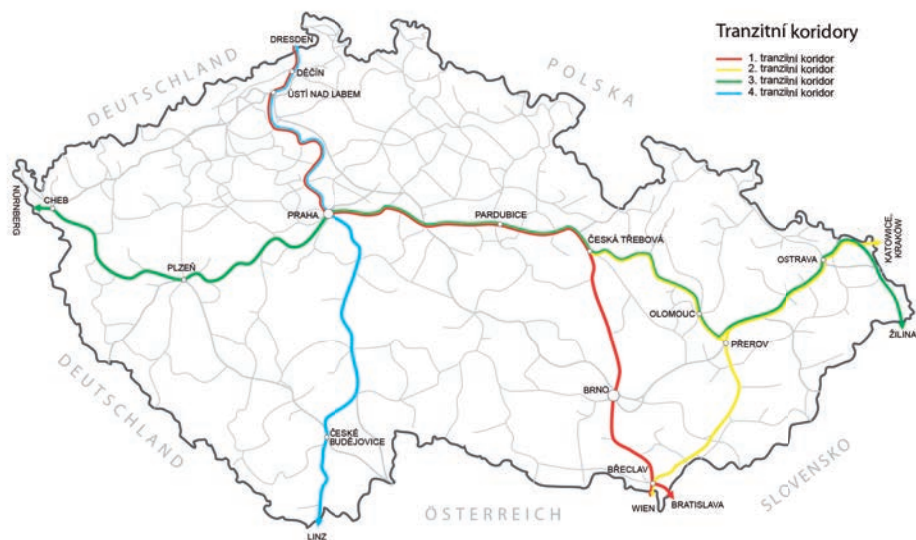 Tranzitní koridory
1. tranzitní koridor
2. tranzitní koridor
3. tranzitní koridor
4. tranzitní koridor
DRESDEN
DĚČÍN
ÚSTÍ NAD LABEM
DEUTSCHLAND
POLSKA
NÜRNBERG
CHEB
PRAHA
PARDUBICE
ČESKÁ TŘEBOVÁ
KATOWICE,
KRAKOW
OSTRAVA
PLZEŇ
OLOMOUC
PŘEROV
ŽILINA
DEUTSCHLAND
BRNO
ČESKÉ
BUDĚJOVICE
BŘECLAV
SLOVENSKO
WIEN
BRATISLAVA
ÖSTERREICH
LINZ